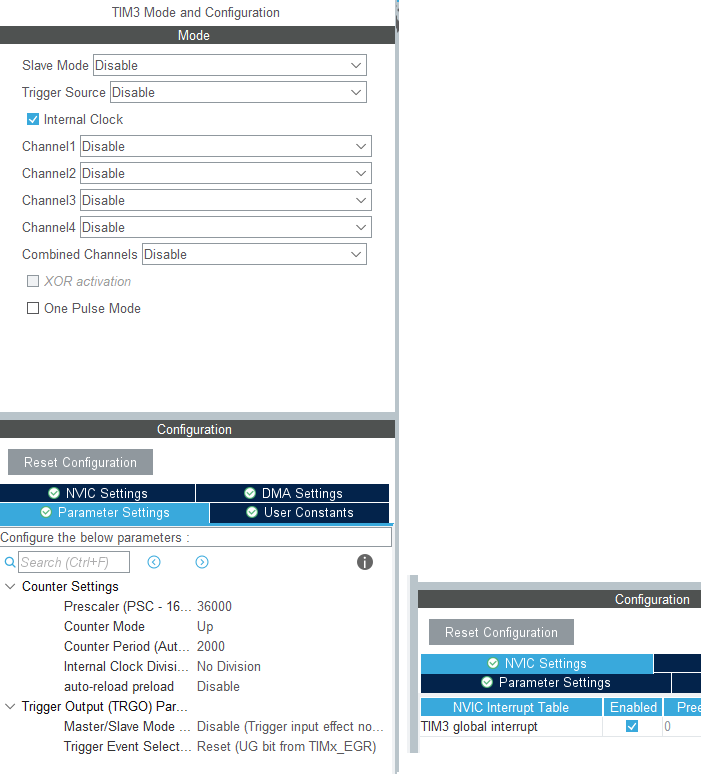 TIM3 Mode and Configuration
Mode
Slave Mode Disable
Trigger Source Disable
Internal Clock
Channel1 Disable
Channel2 Disable
Channel3 Disable
Channel4 Disable
Combined Channels Disable
XOR activation
One Pulse Mode
Configuration
Reset Configuration
NVIC Settings DMA Settings
Parameter Settings User Constants
Configure the below parameters :
Search (Ctrl+F)
Counter Settings
Prescaler (PSC - 16... 36000
Counter Mode Up
Counter Period (Aut... 2000
Internal Clock Divisi... No Division
auto-reload preload Disable
Trigger Output (TRGO) Par...
Master/Slave Mode ... Disable (Trigger input effect no...
Trigger Event Select... Reset (UG bit from TIMx_EGR)
Configuration
Reset Configuration
NVIC Settings
Parameter Settings
NVIC Interrupt Table Enabled Pree
TIM3 global interrupt 0